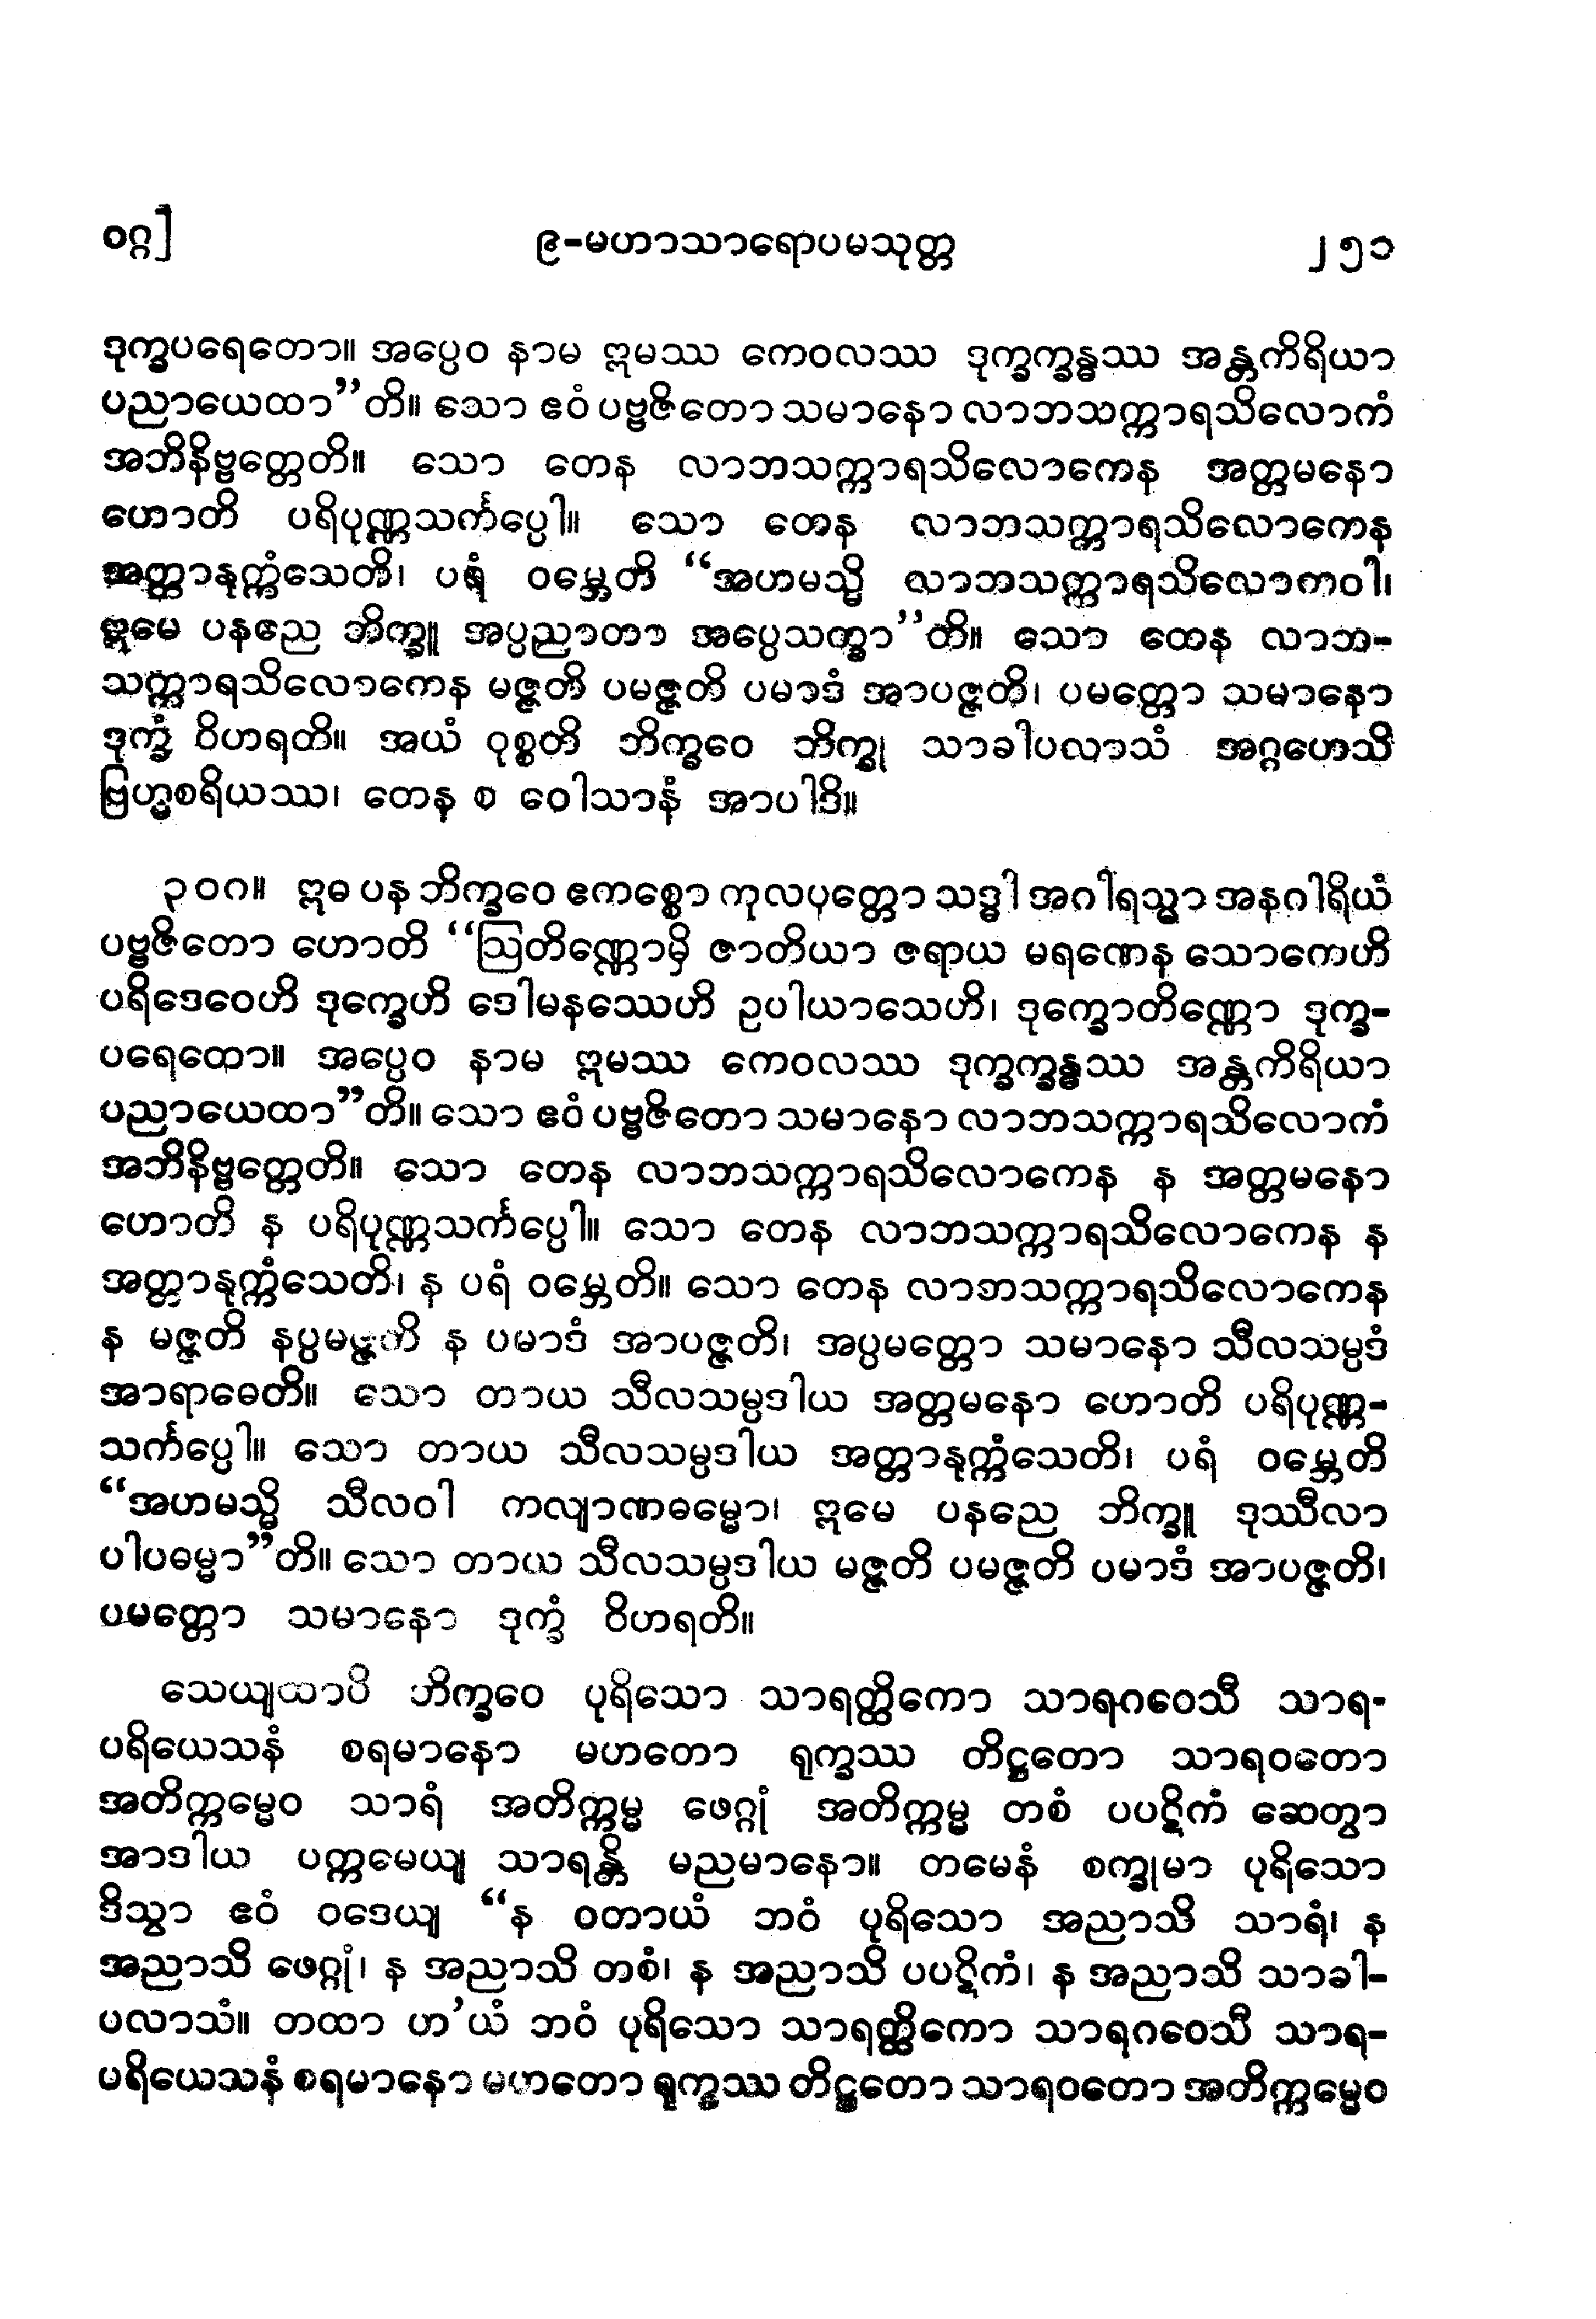 ဝဂ္ဂ] ၉-မဟာသာရောပမသုတ္တ ၂၅၁
ဒုက္ခပရေတော။ အပ္ပေဝ နာမ ဣမဿ ကေဝလဿ ဒုက္ခက္ခန္ဓဿ အန္တကိရိယာ
ပညာယေထာ”တိ။ သော ဧဝံ ပဗ္ဗဇိတော သမာနော လာဘသက္ကာရသိလောကံ
အဘိနိဗ္ဗတ္တေတိ။ သော တေန လာဘသက္ကာရသိလောကေန အတ္တမနော
ဟောတိ ပရိပုဏ္ဏသင်္ကပ္ပေါ။ သော တေန လာဘသက္ကာရသိလောကေန
အတ္တာနုက္ကံသေတိ၊ ပရံ ဝမ္ဘေတိ “အဟမသ္မိ လာဘသက္ကာရသိလောကဝါ၊
ဣမေ ပနညေ ဘိက္ခူ အပ္ပညာတာ အပ္ပေသက္ခာ”တိ။ သော တေန လာဘ-
သက္ကာရသိလောကေန မဇ္ဇတိ ပမဇ္ဇတိ ပမာဒံ အာပဇ္ဇတိ၊ ပမတ္တော သမာနော
ဒုက္ခံ ဝိဟရတိ။ အယံ ဝုစ္စတိ ဘိက္ခဝေ ဘိက္ခု သာခါပလာသံ အဂ္ဂဟေသိ
ဗြဟ္မစရိယဿ၊ တေန စ ဝေါသာနံ အာပါဒိ။
၃၀၈။ ဣဓ ပန ဘိက္ခဝေ ဧကစ္စော ကုလပုတ္တော သဒ္ဓါ အဂါရသ္မာ အနဂါရိယံ
ပဗ္ဗဇိတော ဟောတိ “ဩတိဏ္ဏောမှိ ဇာတိယာ ဇရာယ မရဏေန သောကေဟိ
ပရိဒေဝေဟိ ဒုက္ခေဟိ ဒေါမနဿေဟိ ဥပါယာသေဟိ၊ ဒုက္ခောတိဏ္ဏော ဒုက္ခ-
ပရေတော။ အပ္ပေဝ နာမ ဣမဿ ကေဝလဿ ဒုက္ခက္ခန္ဓဿ အန္တကိရိယာ
ပညာယေထာ”တိ။ သော ဧဝံ ပဗ္ဗဇိတော သမာနော လာဘသက္ကာရသိလောကံ
အဘိနိဗ္ဗတ္တေတိ။ သော တေန လာဘသက္ကာရသိလောကေန န အတ္တမနော
ဟောတိ န ပရိပုဏ္ဏသင်္ကပ္ပေါ။ သော တေန လာဘသက္ကာရသိလောကေန န
အတ္တာနုက္ကံသေတိ၊ န ပရံ ဝမ္ဘေတိ။ သော တေန လာဘသက္ကာရသိလောကေန
န မဇ္ဇတိ နပ္ပမဇ္ဇတိ န ပမာဒံ အာပဇ္ဇတိ၊ အပ္ပမတ္တော သမာနော သီလသမ္ပဒံ
အာရာဓေတိ။ သော တာယ သီလသမ္ပဒါယ အတ္တမနော ဟောတိ ပရိပုဏ္ဏ-
သင်္ကပ္ပေါ။ သော တာယ သီလသမ္ပဒါယ အတ္တာနုက္ကံသေတိ၊ ပရံ ဝမ္ဘေတိ
“အဟမသ္မိ သီလဝါ ကလျာဏဓမ္မော၊ ဣမေ ပနညေ ဘိက္ခူ ဒုဿီလာ
ပါပဓမ္မာ”တိ။ သော တာယ သီလသမ္ပဒါယ မဇ္ဇတိ ပမဇ္ဇတိ ပမာဒံ အာပဇ္ဇတိ၊
ပမတ္တော သမာနော ဒုက္ခံ ဝိဟရတိ။
သေယျထာပိ ဘိက္ခဝေ ပုရိသော သာရတ္ထိကော သာရဂဝေသီ သာရ-
ပရိယေသနံ စရမာနော မဟတော ရုက္ခဿ တိဋ္ဌတော သာရဝတော
အတိက္ကမ္မေဝ သာရံ အတိက္ကမ္မ ဖေဂ္ဂုံ အတိက္ကမ္မ တစံ ပပဋိကံ ဆေတွာ
အာဒါယ ပက္ကမေယျ သာရန္တိ မညမာနော။ တမေနံ စက္ခုမာ ပုရိသော
ဒိသွာ ဧဝံ ဝဒေယျ “န ဝတာယံ ဘဝံ ပုရိသော အညာသိ သာရံ၊ န
အညာသိ ဖေဂ္ဂုံ၊ န အညာသိ တစံ၊ န အညာသိ ပပဋိကံ၊ န အညာသိ သာခါ-
ပလာသံ။ တထာ ဟ’ယံ ဘဝံ ပုရိသော သာရတ္ထိကော သာရဂဝေသီ သာရ-
ပရိယေသနံ စရမာနော မဟတော ရုက္ခဿ တိဋ္ဌတော သာရဝတော အတိက္ကမ္မေဝ